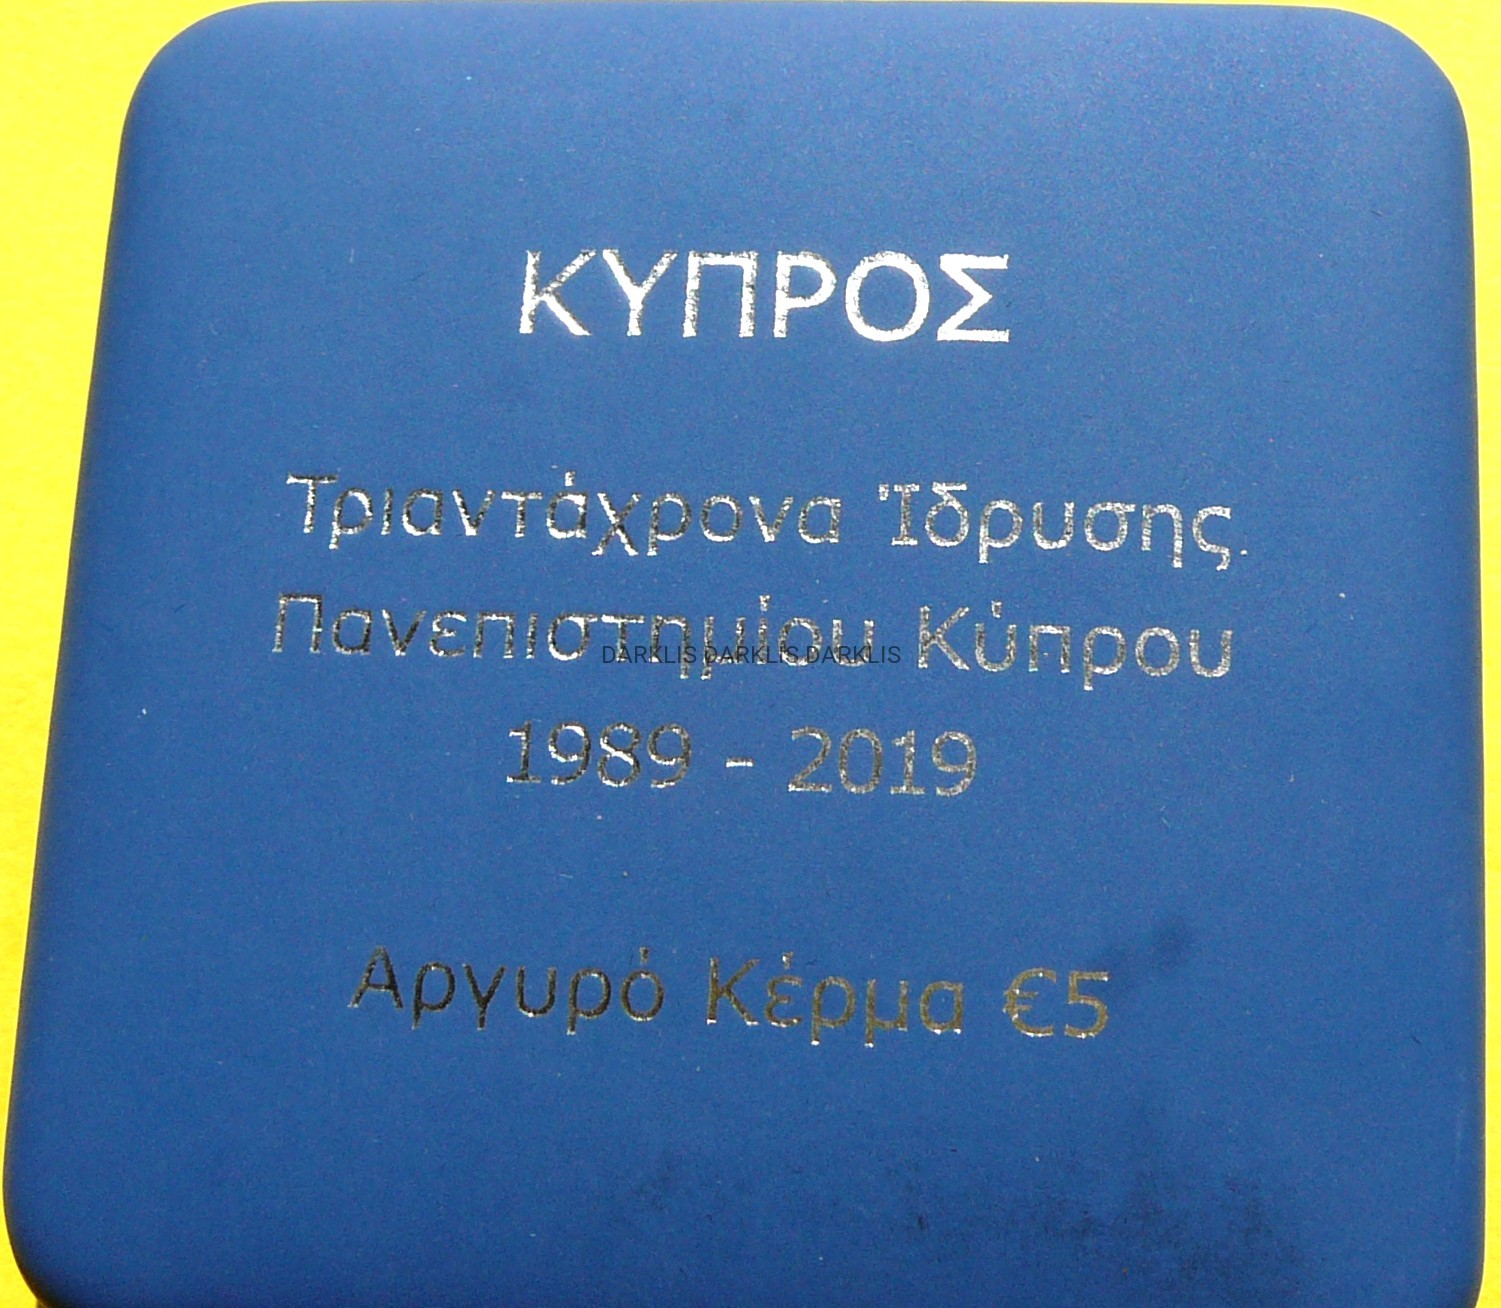 ΚΥΠΡΟΣ
Τριαντάχρονα Ίδρυσης
Πανεπιστημίου Κύπρου
DARKLIS DARKLIS DARKLIS
1989 - 2019
Αργυρό Κέρμα €5